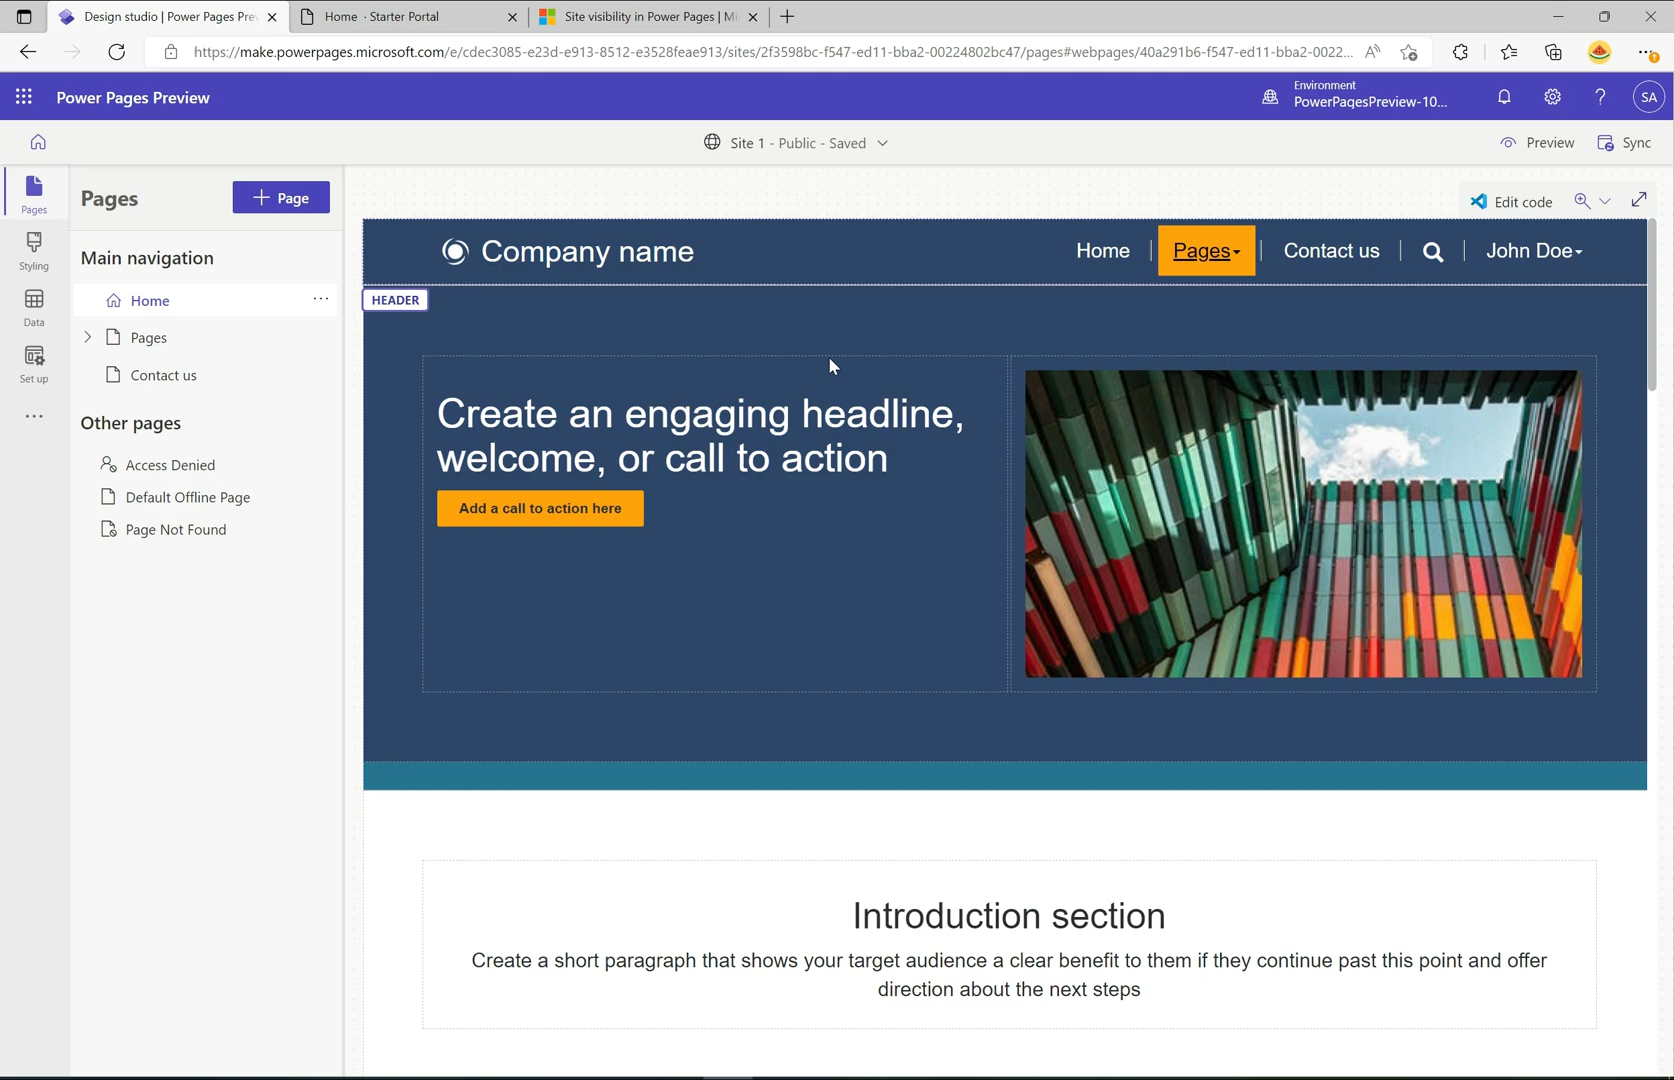 Design studio | Power Pages Pre
Home · Starter Portal
Site visibility in Power Pages | Mi
https://make.powerpages.microsoft.com/e/cdec3085-e23d-e913-8512-e3528feae913/sites/2f3598bc-f547-ed11-bba2-00224802bc47/pages#webpages/40a291b6-f547-ed11-bba2-0022...
Power Pages Preview
Environment
PowerPagesPreview-10...
SA
Site 1 - Public - Saved
Preview
Sync
Pages
Styling
Data
Set up
Pages
Page
Main navigation
Home
Pages
Contact us
Other pages
Access Denied
Default Offline Page
Page Not Found
Edit code
Company name
Home
Pages
Contact us
John Doe
HEADER
Create an engaging headline,
welcome, or call to action
Add a call to action here
Introduction section
Create a short paragraph that shows your target audience a clear benefit to them if they continue past this point and offer
direction about the next steps